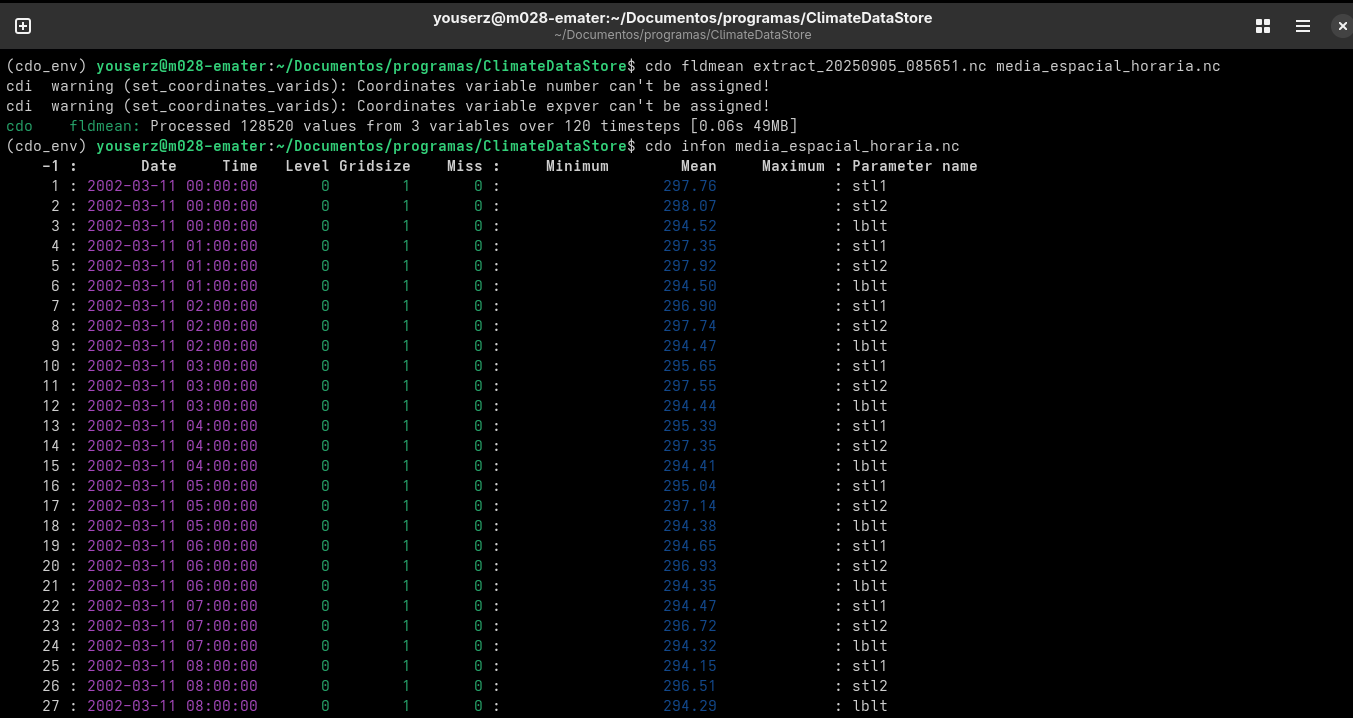 youserz@m028-emater:~/Documentos/programas/ClimateDataStore
~/Documentos/programas/ClimateDataStore
(cdo_env) youserz@m028-emater:~/Documentos/programas/ClimateDataStore$ cdo fldmean extract_20250905_085651.nc media_espacial_horaria.nc
cdi  warning (set_coordinates_varids): Coordinates variable number can't be assigned!
cdi  warning (set_coordinates_varids): Coordinates variable expver can't be assigned!
cdo    fldmean: Processed 128520 values from 3 variables over 120 timesteps [0.06s 49MB]
(cdo_env) youserz@m028-emater:~/Documentos/programas/ClimateDataStore$ cdo infon media_espacial_horaria.nc
-1 :       Date     Time   Level Gridsize    Miss :     Minimum        Mean     Maximum : Parameter name
1 : 2002-03-11 00:00:00       0        1       0 :                  297.76             : stl1
2 : 2002-03-11 00:00:00       0        1       0 :                  298.07             : stl2
3 : 2002-03-11 00:00:00       0        1       0 :                  294.52             : lblt
4 : 2002-03-11 01:00:00       0        1       0 :                  297.35             : stl1
5 : 2002-03-11 01:00:00       0        1       0 :                  297.92             : stl2
6 : 2002-03-11 01:00:00       0        1       0 :                  294.50             : lblt
7 : 2002-03-11 02:00:00       0        1       0 :                  296.90             : stl1
8 : 2002-03-11 02:00:00       0        1       0 :                  297.74             : stl2
9 : 2002-03-11 02:00:00       0        1       0 :                  294.47             : lblt
10 : 2002-03-11 03:00:00       0        1       0 :                  295.65             : stl1
11 : 2002-03-11 03:00:00       0        1       0 :                  297.55             : stl2
12 : 2002-03-11 03:00:00       0        1       0 :                  294.44             : lblt
13 : 2002-03-11 04:00:00       0        1       0 :                  295.39             : stl1
14 : 2002-03-11 04:00:00       0        1       0 :                  297.35             : stl2
15 : 2002-03-11 04:00:00       0        1       0 :                  294.41             : lblt
16 : 2002-03-11 05:00:00       0        1       0 :                  295.04             : stl1
17 : 2002-03-11 05:00:00       0        1       0 :                  297.14             : stl2
18 : 2002-03-11 05:00:00       0        1       0 :                  294.38             : lblt
19 : 2002-03-11 06:00:00       0        1       0 :                  294.65             : stl1
20 : 2002-03-11 06:00:00       0        1       0 :                  296.93             : stl2
21 : 2002-03-11 06:00:00       0        1       0 :                  294.35             : lblt
22 : 2002-03-11 07:00:00       0        1       0 :                  294.47             : stl1
23 : 2002-03-11 07:00:00       0        1       0 :                  296.72             : stl2
24 : 2002-03-11 07:00:00       0        1       0 :                  294.32             : lblt
25 : 2002-03-11 08:00:00       0        1       0 :                  294.15             : stl1
26 : 2002-03-11 08:00:00       0        1       0 :                  296.51             : stl2
27 : 2002-03-11 08:00:00       0        1       0 :                  294.29             : lblt